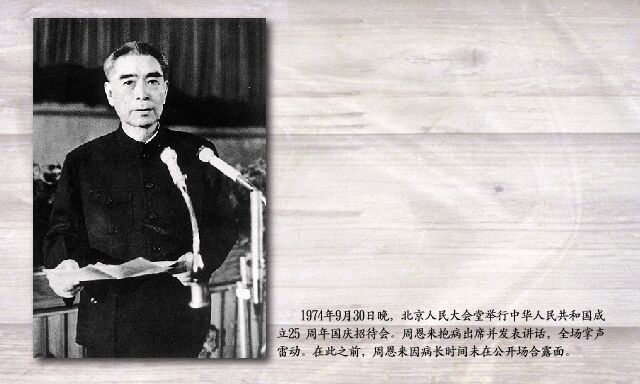 1974年9月30日晚，北京人民大会堂举行中华人民共和国成
立25 周年国庆招待会。周恩来抱病出席并发表讲话，全场掌声
雷动。在此之前，周恩来因病长时间未在公开场合露面。